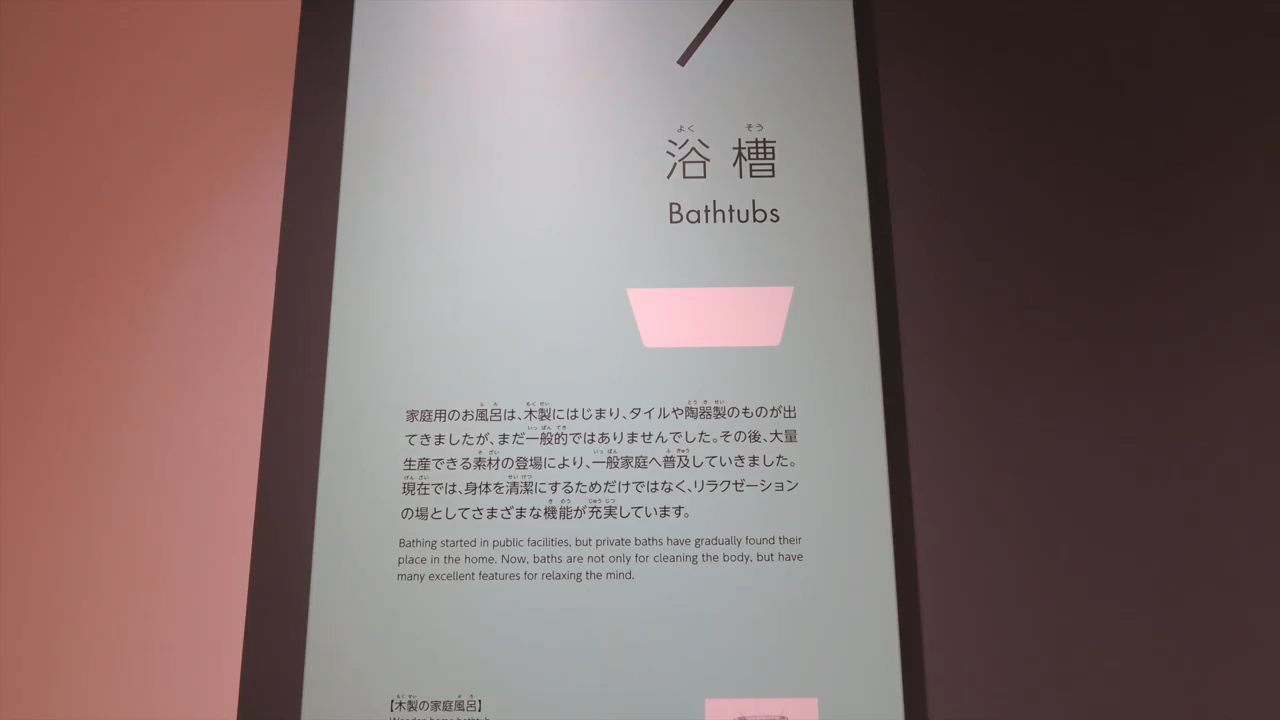 よく そう
浴槽
Bathtubs
家庭用のお風呂は、木製にはじまり、タイルや陶器製のものが出
てきましたが、まだ一般的ではありませんでした。その後、大量
生産できる素材の登場により、一般家庭へ普及していきました。
現在では、身体を清潔にするためだけではなく、リラクゼーション
の場としてさまざまな機能が充実しています。
Bathing started in public facilities, but private baths have gradually found their
place in the home. Now, baths are not only for cleaning the body, but have
many excellent features for relaxing the mind.
【木製の家庭風呂】
Wooden home bathtub